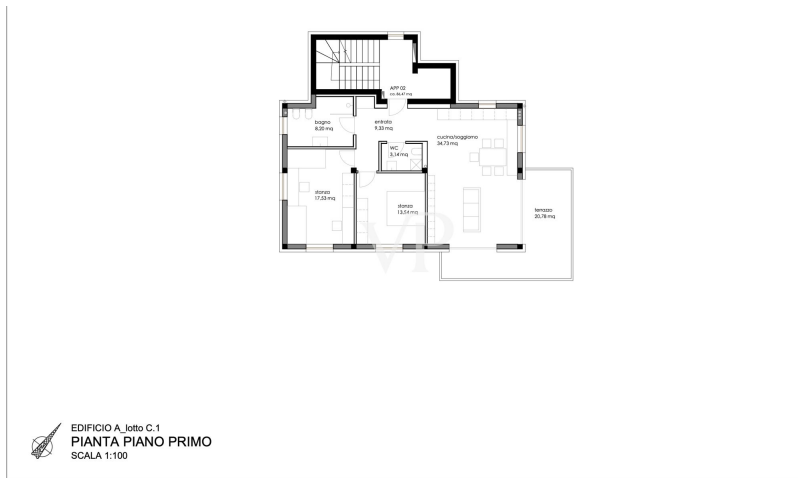 APP 02
ca. 86,47 mq
bagno
8.20 mq
entrata
9.33 mq
cucina/soggiorno
34.73 mq
WC
3,14 mq
stanza
17,53 mq
stanza
13,54 mq
terrazzo
20,78 mq
VP
EDIFICIO A_lotto C.1
PIANTA PIANO PRIMO
SCALA 1:100